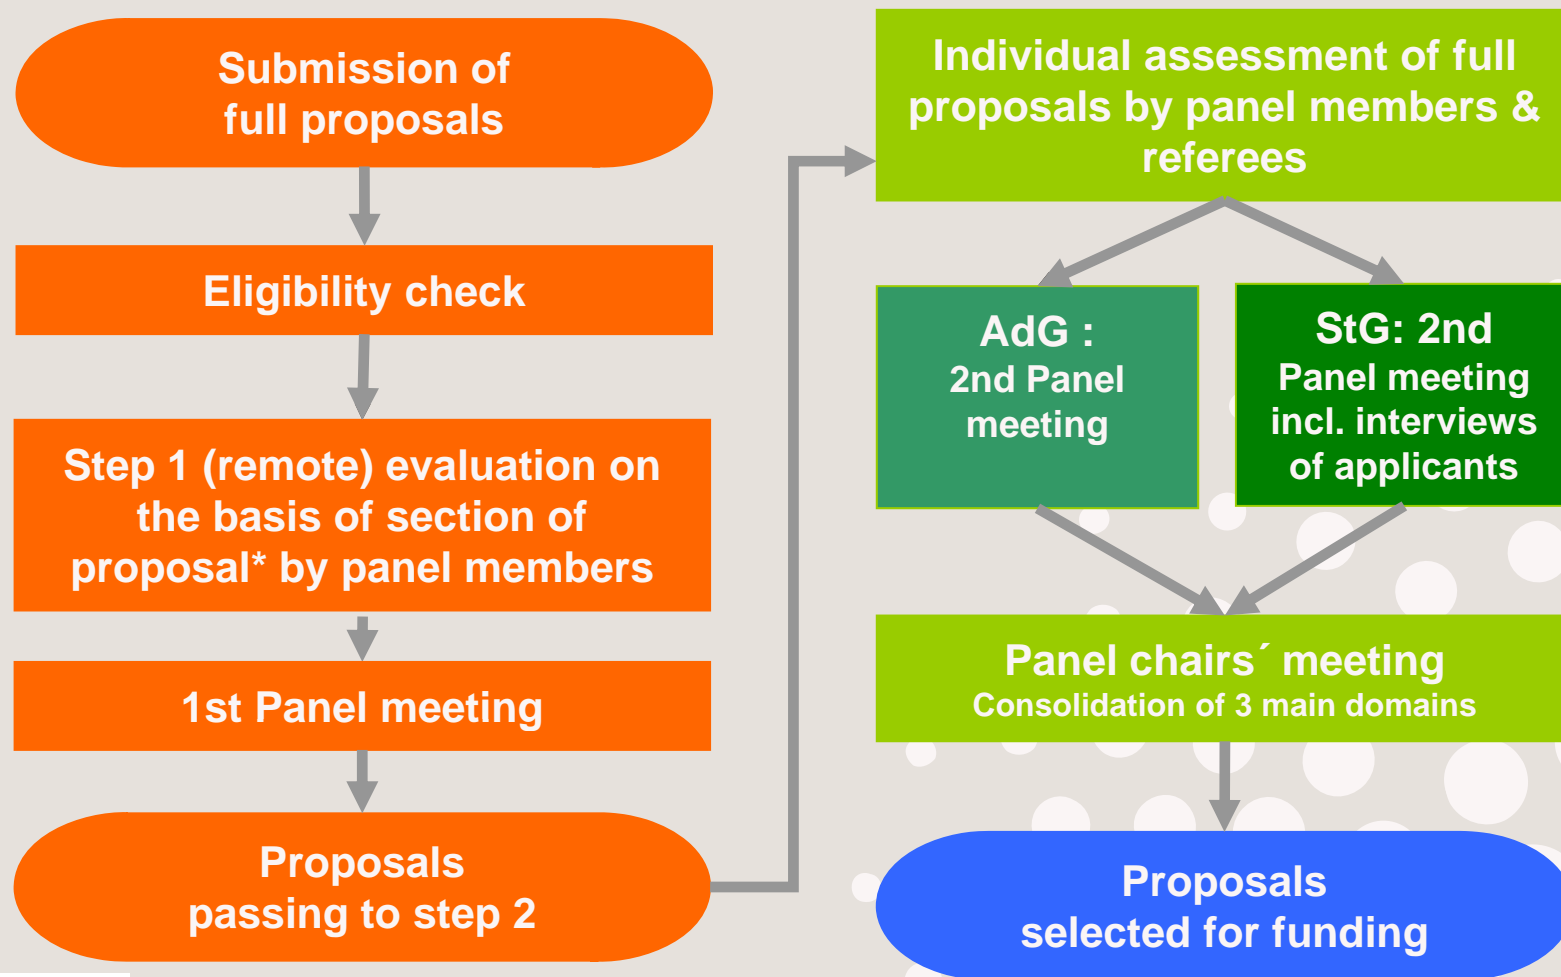 Submission of
full proposals
Eligibility check
Step 1 (remote) evaluation on
the basis of section of
proposal* by panel members
1st Panel meeting
Proposals
passing to step 2
Individual assessment of full
proposals by panel members &
referees
AdG :
2nd Panel
meeting
StG: 2nd
Panel meeting
incl. interviews
of applicants
Panel chairs´ meeting
Consolidation of 3 main domains
Proposals
selected for funding